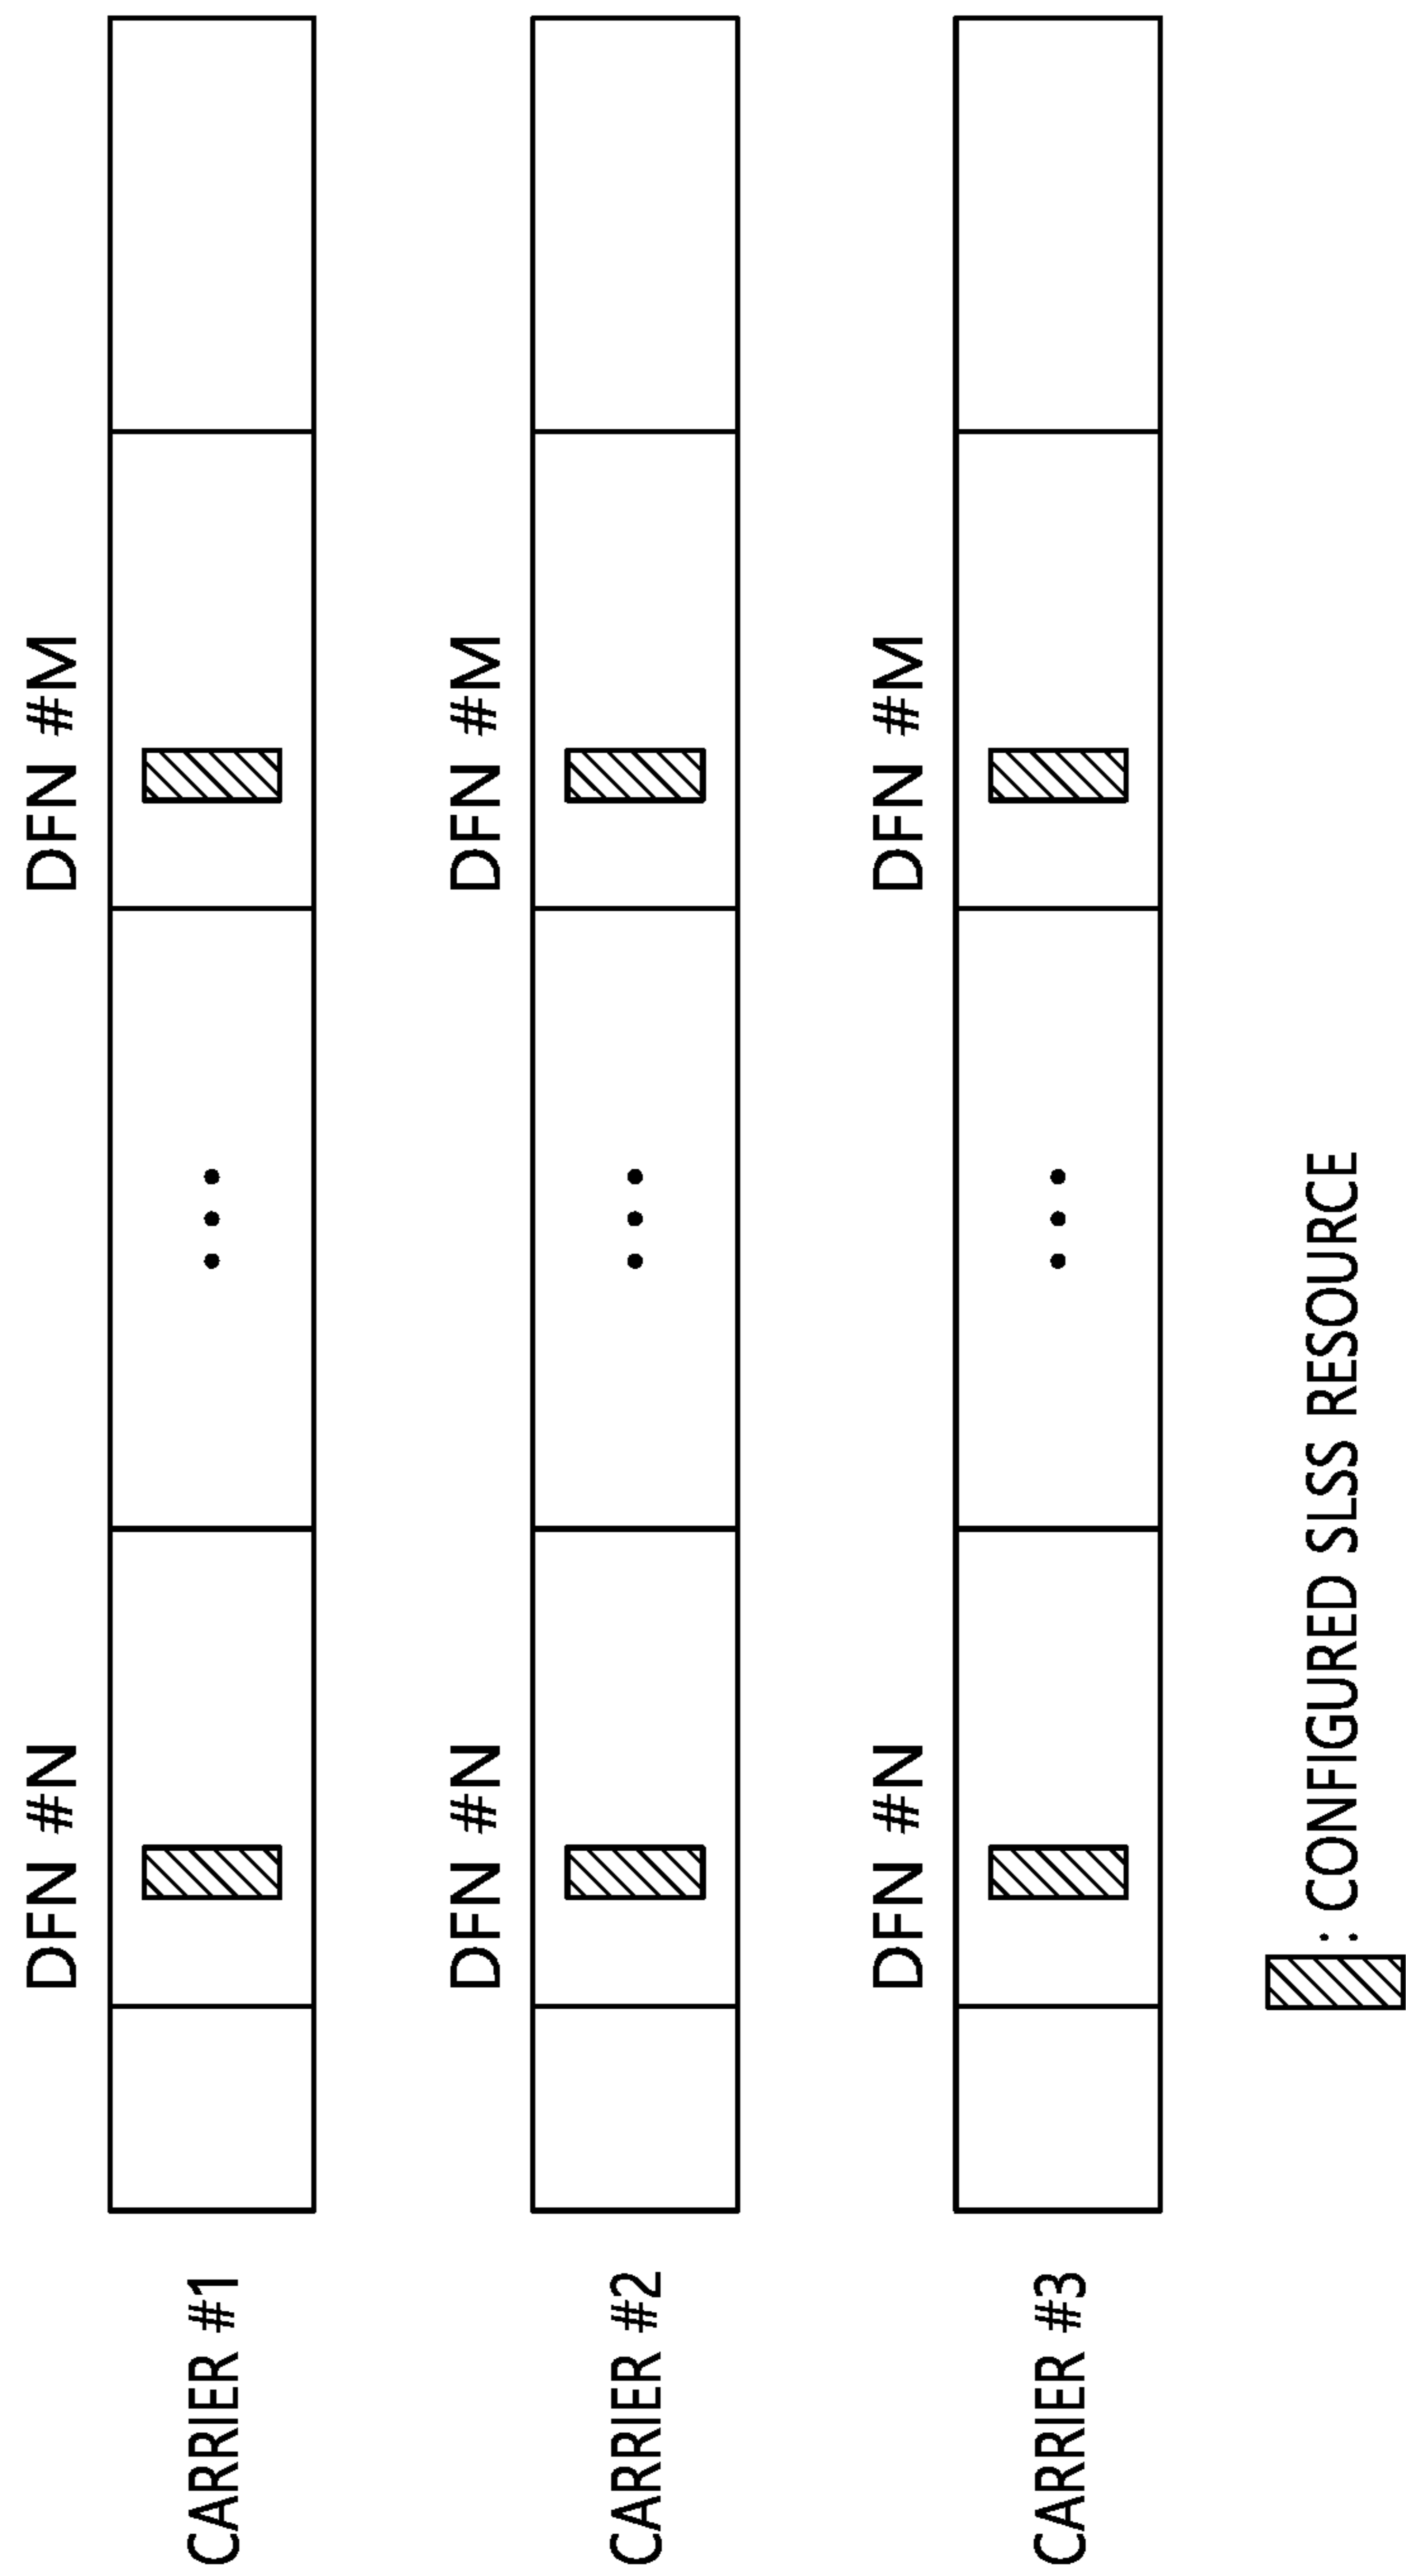 DFN #N
DFN #M
CARRIER #1
DFN #N
DFN #M
CARRIER #2
DFN #N
DFN #M
CARRIER #3
: CONFIGURED SLSS RESOURCE